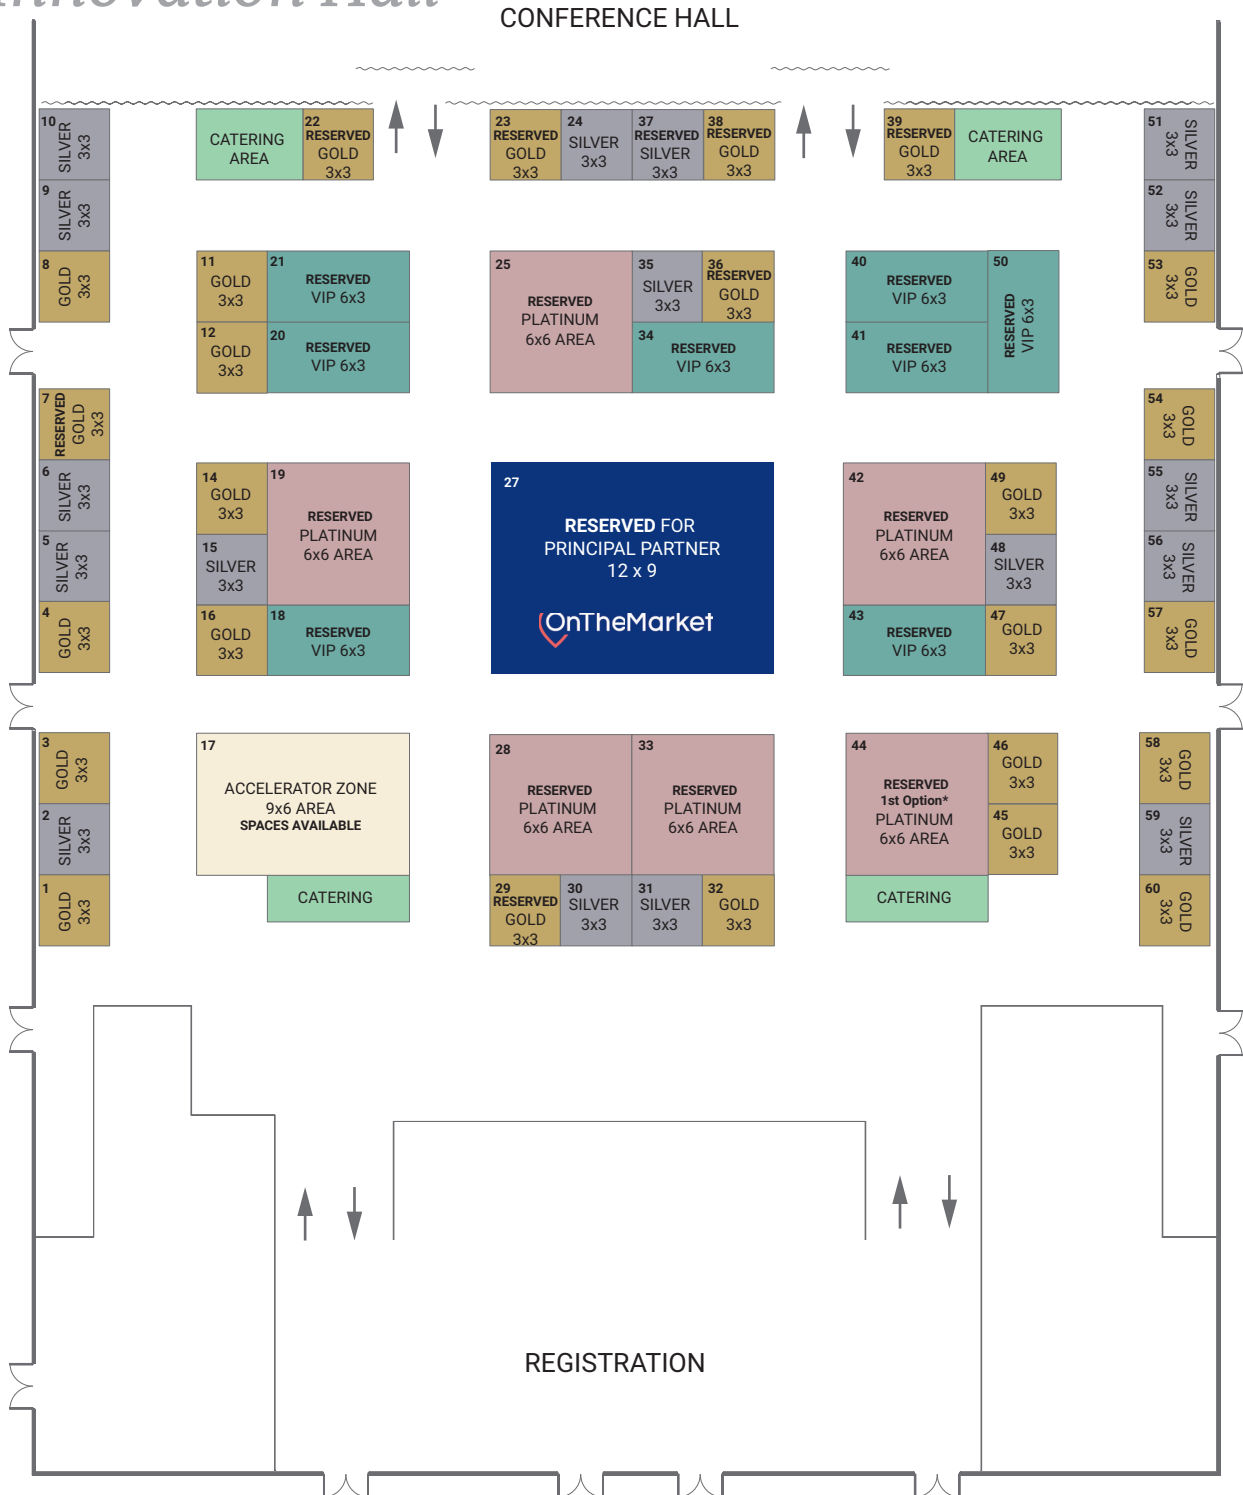 Innovation Hall
CONFERENCE HALL
10
SILVER
3x3
9
SILVER
3x3
8
GOLD
3x3
CATERING
AREA
22
RESERVED
GOLD
3x3
23
RESERVED
GOLD
3x3
24
SILVER
3x3
37
RESERVED
SILVER
3x3
38
RESERVED
GOLD
3x3
39
RESERVED
GOLD
3x3
CATERING
AREA
51
SILVER
3x3
52
SILVER
3x3
53
GOLD
3x3
11
GOLD
3x3
21
RESERVED
VIP 6x3
12
GOLD
3x3
20
RESERVED
VIP 6x3
25
RESERVED
PLATINUM
6x6 AREA
35
SILVER
3x3
36
RESERVED
GOLD
3x3
34
RESERVED
VIP 6x3
40
RESERVED
VIP 6x3
41
RESERVED
VIP 6x3
50
RESERVED
VIP 6x3
7
RESERVED
GOLD
3x3
6
SILVER
3x3
5
SILVER
3x3
4
GOLD
3x3
14
GOLD
3x3
15
SILVER
3x3
16
GOLD
3x3
19
RESERVED
PLATINUM
6x6 AREA
18
RESERVED
VIP 6x3
27
RESERVED FOR
PRINCIPAL PARTNER
12 x 9
OnTheMarket
42
RESERVED
PLATINUM
6x6 AREA
43
RESERVED
VIP 6x3
49
GOLD
3x3
48
SILVER
3x3
47
GOLD
3x3
54
GOLD
3x3
55
SILVER
3x3
56
SILVER
3x3
57
GOLD
3x3
3
GOLD
3x3
2
SILVER
3x3
1
GOLD
3x3
17
ACCELERATOR ZONE
9x6 AREA
SPACES AVAILABLE
CATERING
28
RESERVED
PLATINUM
6x6 AREA
33
RESERVED
PLATINUM
6x6 AREA
29
RESERVED
GOLD
3x3
30
SILVER
3x3
31
SILVER
3x3
32
GOLD
3x3
44
RESERVED
1st Option*
PLATINUM
6x6 AREA
46
GOLD
3x3
45
GOLD
3x3
CATERING
58
GOLD
3x3
59
SILVER
3x3
60
GOLD
3x3
REGISTRATION